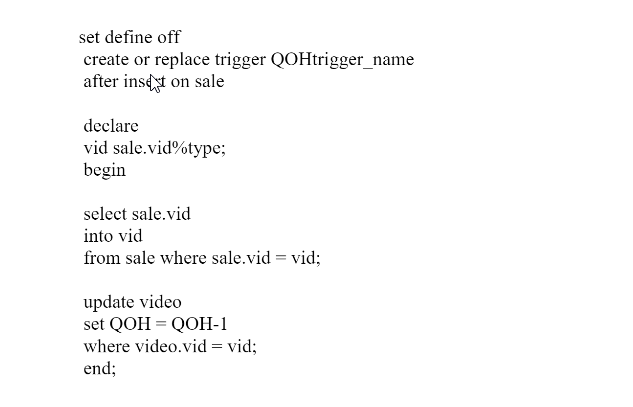 set define off
create or replace trigger QOHtrigger_name
after insert on sale
declare
vid sale.vid%type;
begin
select sale.vid
into vid
from sale where sale.vid = vid;
update video
set QOH = QOH-1
where video.vid = vid;
end;